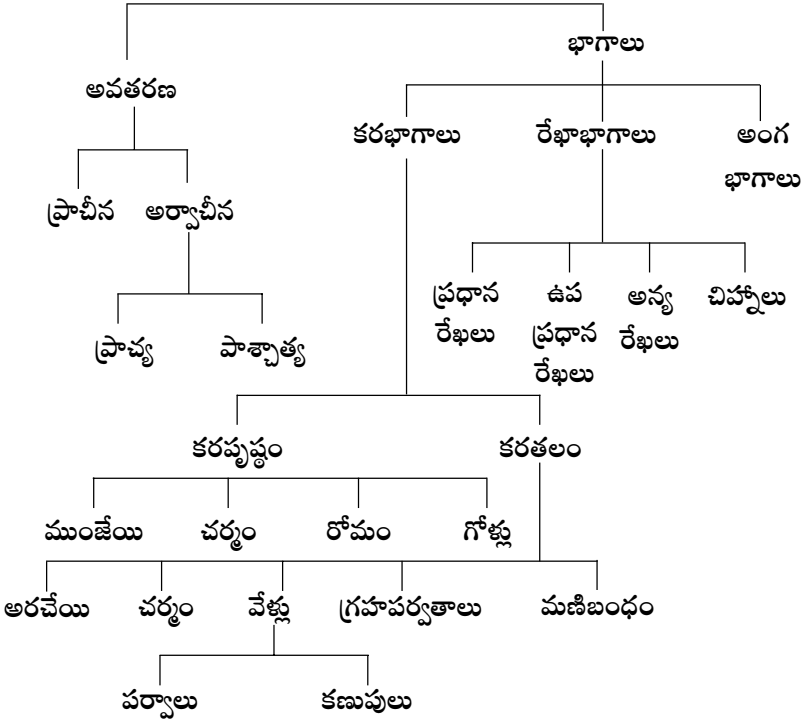 భాగాలు
అవతరణ
కరభాగాలు రేఖాభాగాలు అంగ
భాగాలు
ప్రాచీన అర్వాచీన
ప్రధాన ఉప అన్య చిహ్నాలు
రేఖలు ప్రధాన రేఖలు
రేఖలు
ప్రాచ్య పాశ్చాత్య
కరపృష్ఠం కరతలం
ముంజేయి చర్మం రోమం గోళ్లు
అరచేయి చర్మం వేళ్లు గ్రహపర్వతాలు మణిబంధం
పర్వాలు కణుపులు